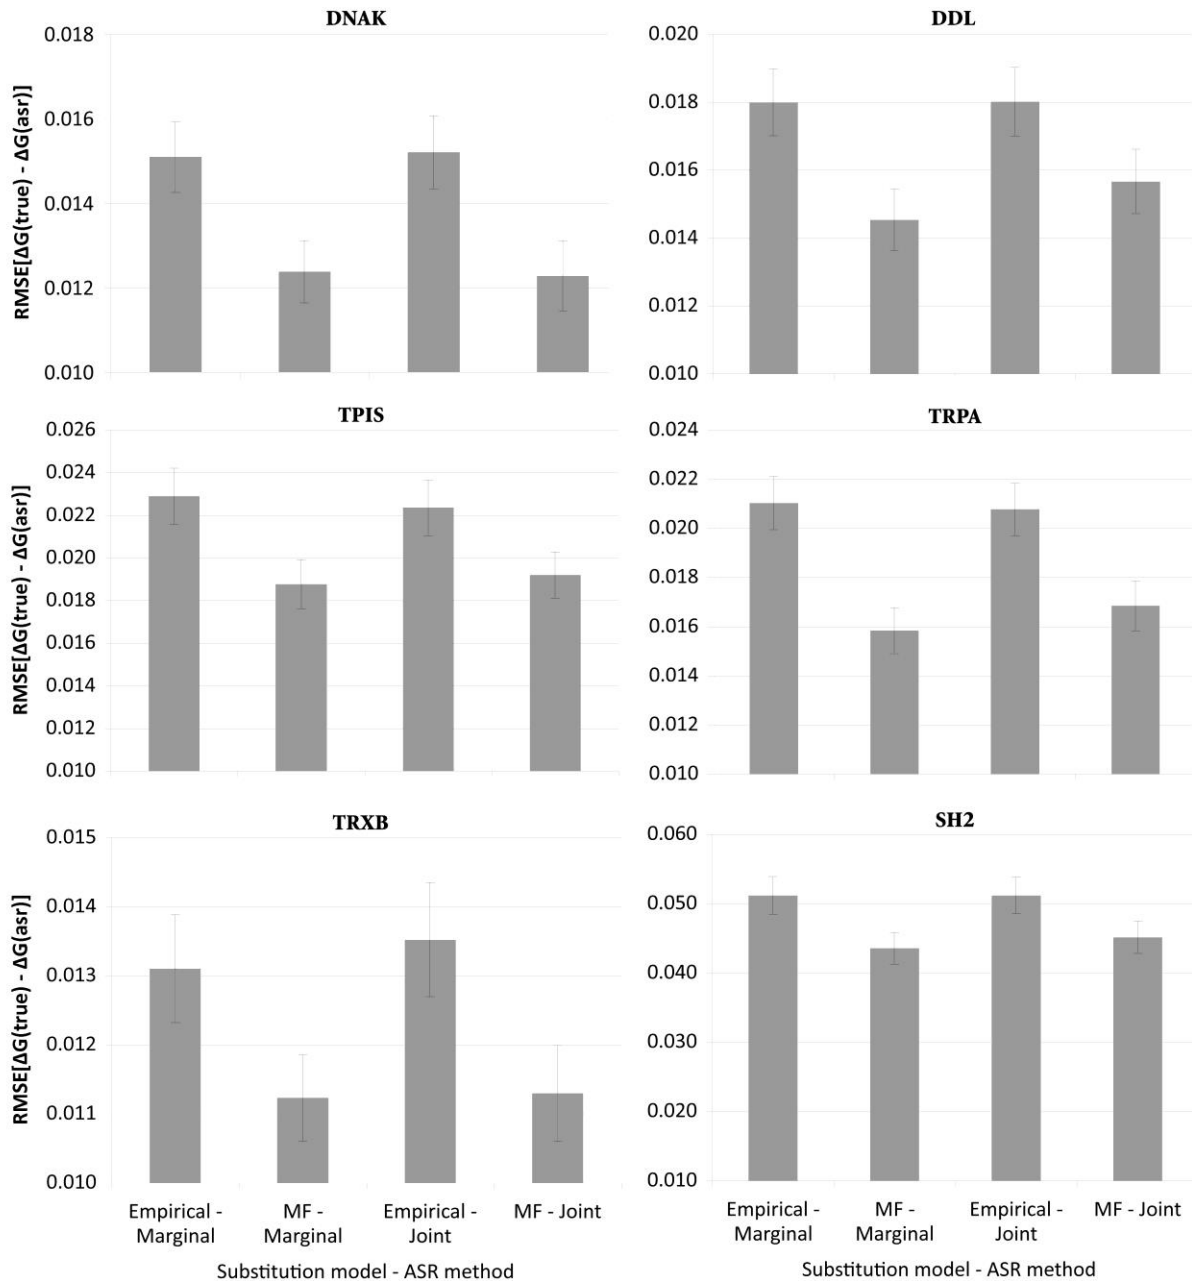 DNAK
RMSE[ΔG(true) - ΔG(asr)]
0.018
0.016
0.014
0.012
0.010
DDL
0.020
0.018
0.016
0.014
0.012
0.010
TPIS
RMSE[ΔG(true) - ΔG(asr)]
0.026
0.024
0.022
0.020
0.018
0.016
0.014
0.012
0.010
TRPA
0.024
0.022
0.020
0.018
0.016
0.014
0.012
0.010
TRXB
RMSE[ΔG(true) - ΔG(asr)]
0.015
0.014
0.013
0.012
0.011
0.010
Empirical -
Marginal
MF -
Marginal
Empirical -
Joint
MF - Joint
Substitution model - ASR method
SH2
0.060
0.050
0.040
0.030
0.020
0.010
Empirical -
Marginal
MF -
Marginal
Empirical -
Joint
MF - Joint
Substitution model - ASR method